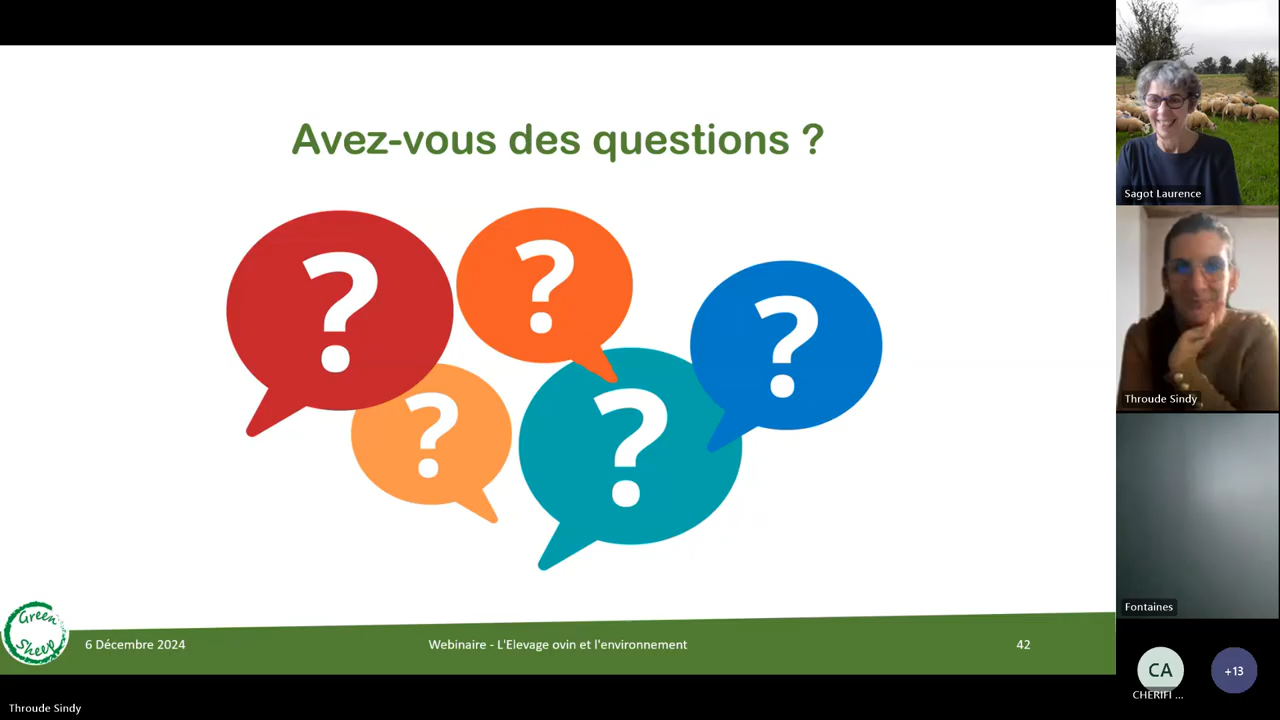 Avez-vous des questions ?
?
?
?
?
?
Green
Sheep
6 Décembre 2024
Webinaire - L'Elevage ovin et l'environnement
42
Throude Sindy
Sagot Laurence
Throude Sindy
Fontaines
CA
CHERIFI ...
+13